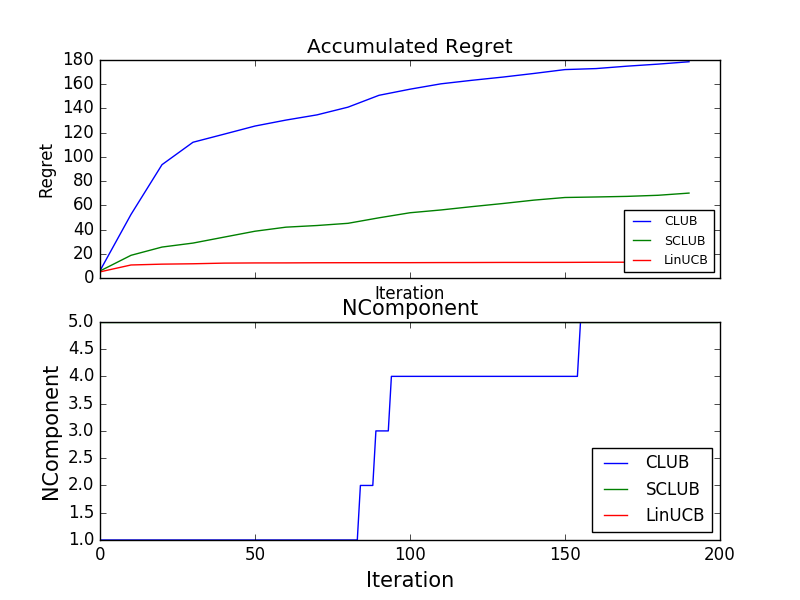 Accumulated Regret
Regret
180
160
140
120
100
80
60
40
20
0
CLUB
SCLUB
LinUCB
Iteration
NComponent
NComponent
5.0
4.5
4.0
3.5
3.0
2.5
2.0
1.5
1.0
CLUB
SCLUB
LinUCB
0 50 100 150 200
Iteration